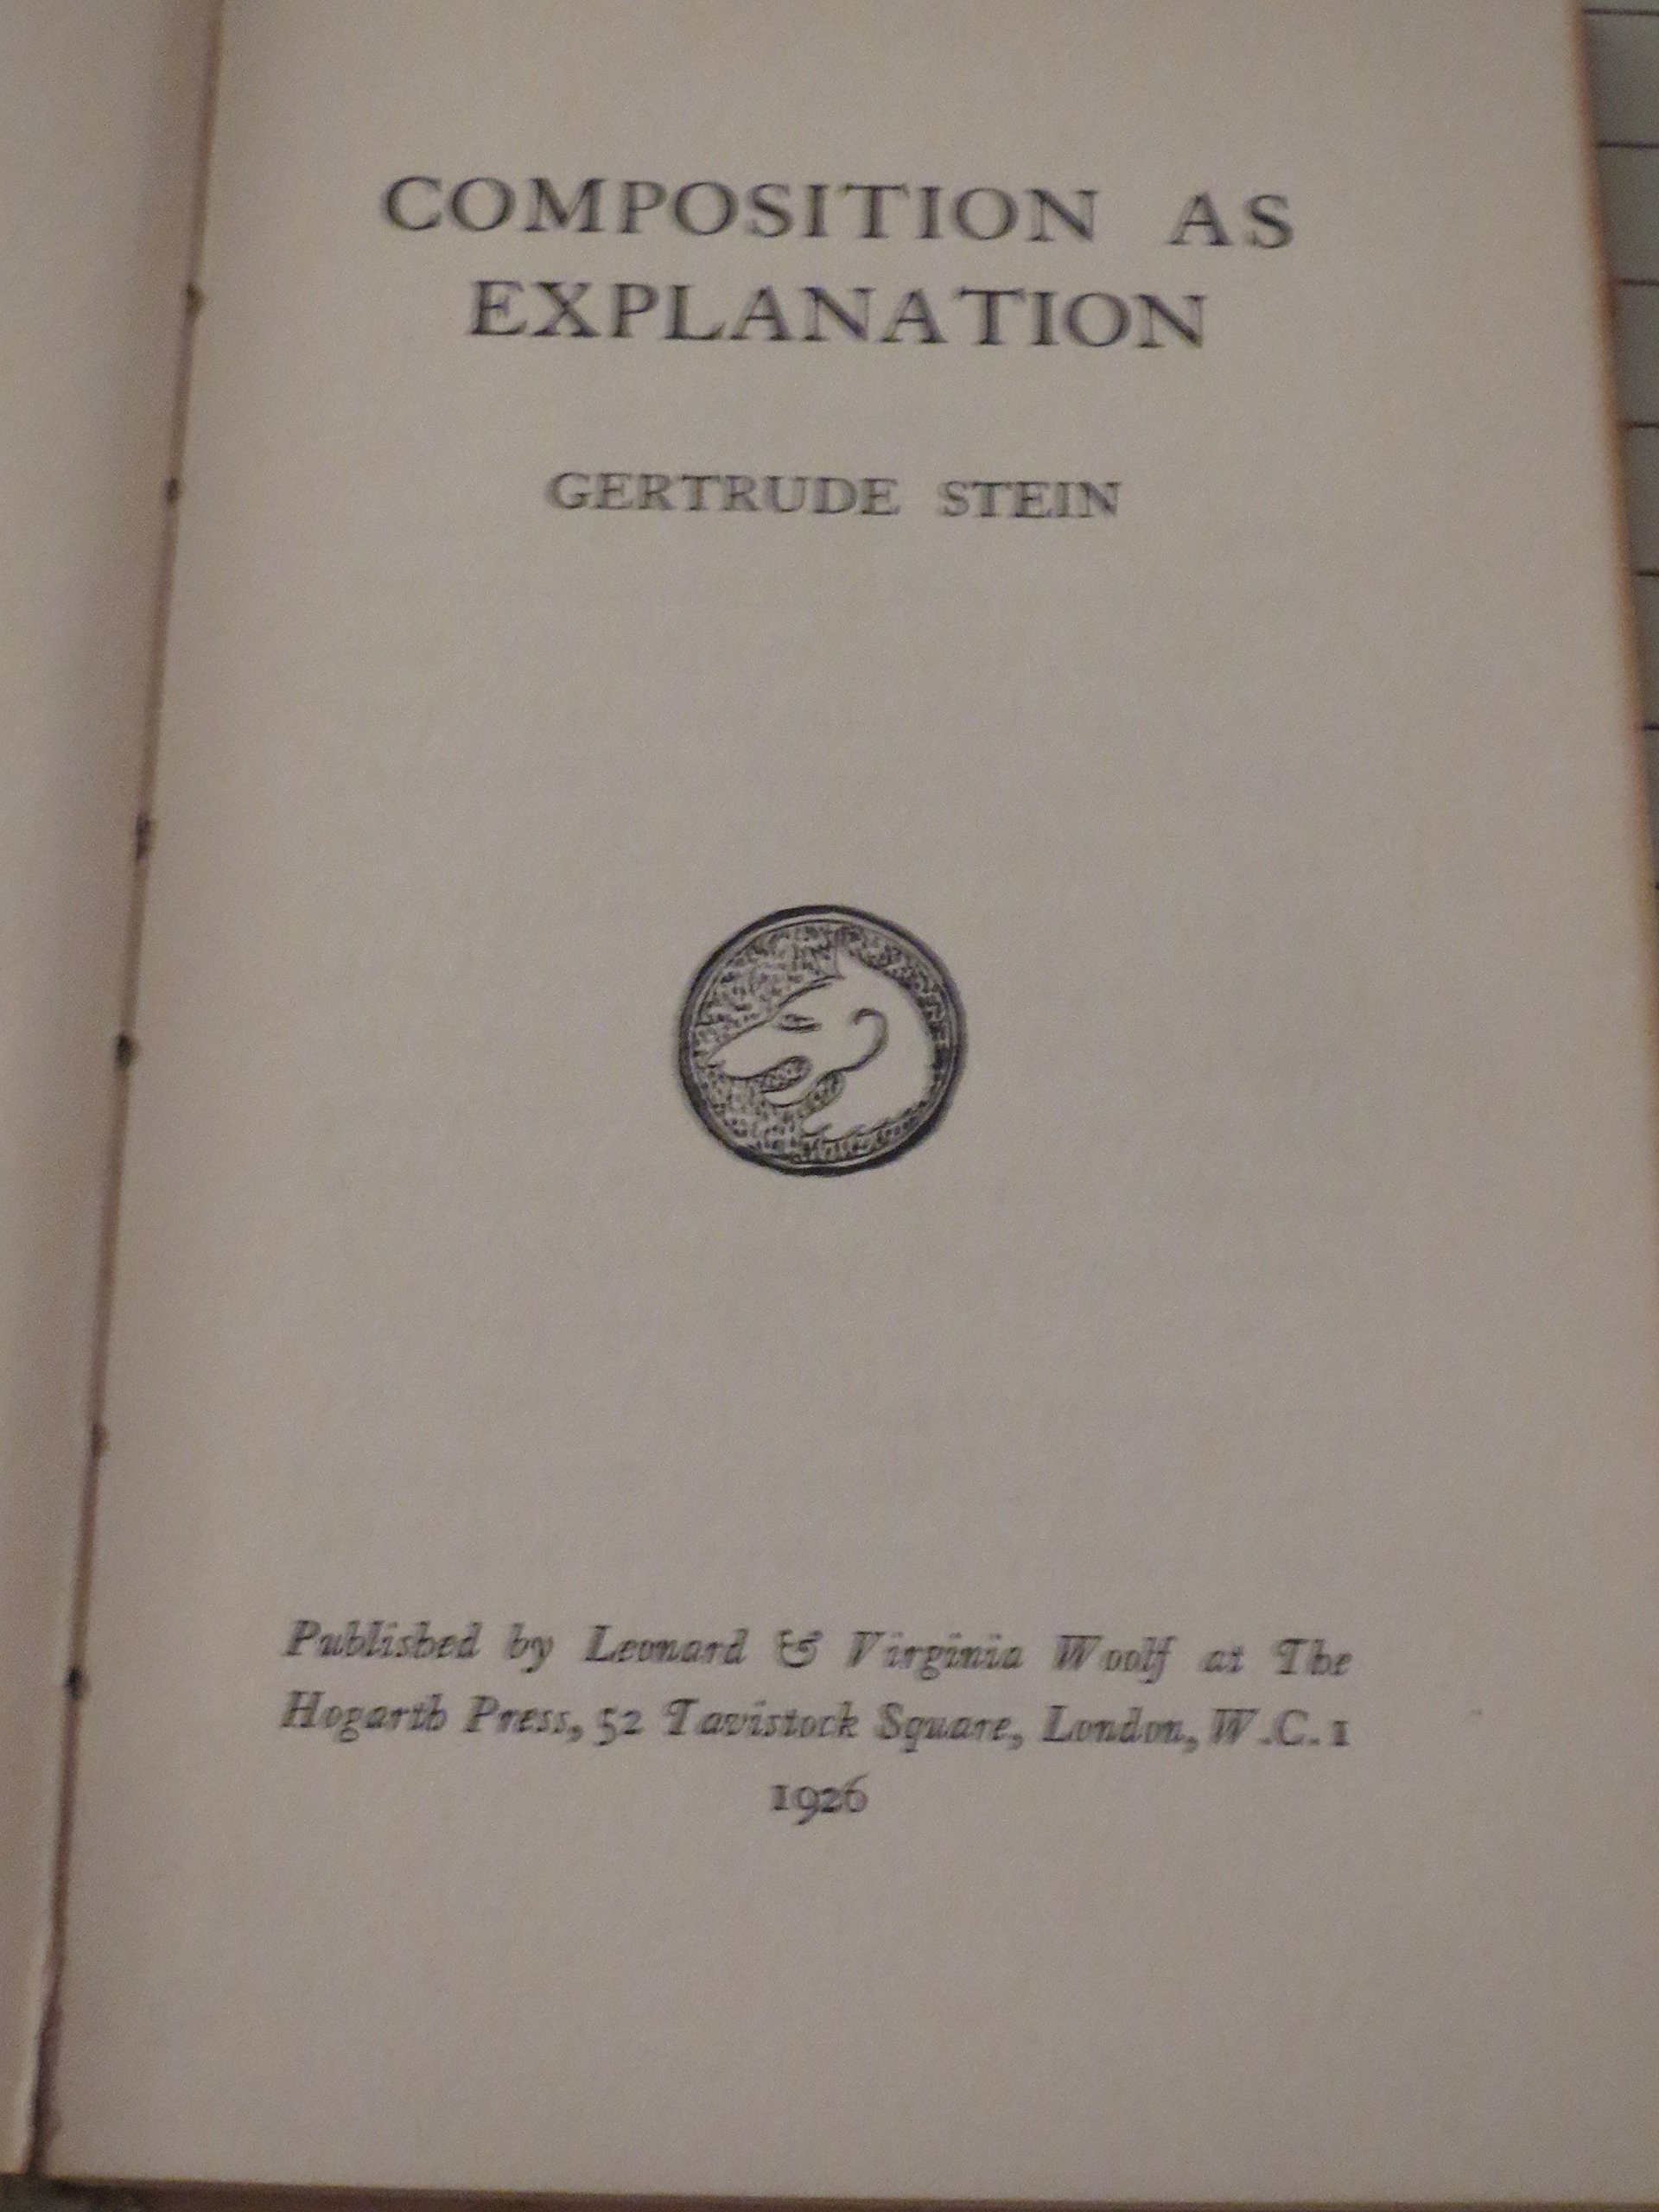 COMPOSITION AS
EXPLANATION
GERTRUDE STEIN
Published by Leonard & Virginia Woolf at The
Hogarth Press, 52 Tavistock Square, London, W.C.1
1926